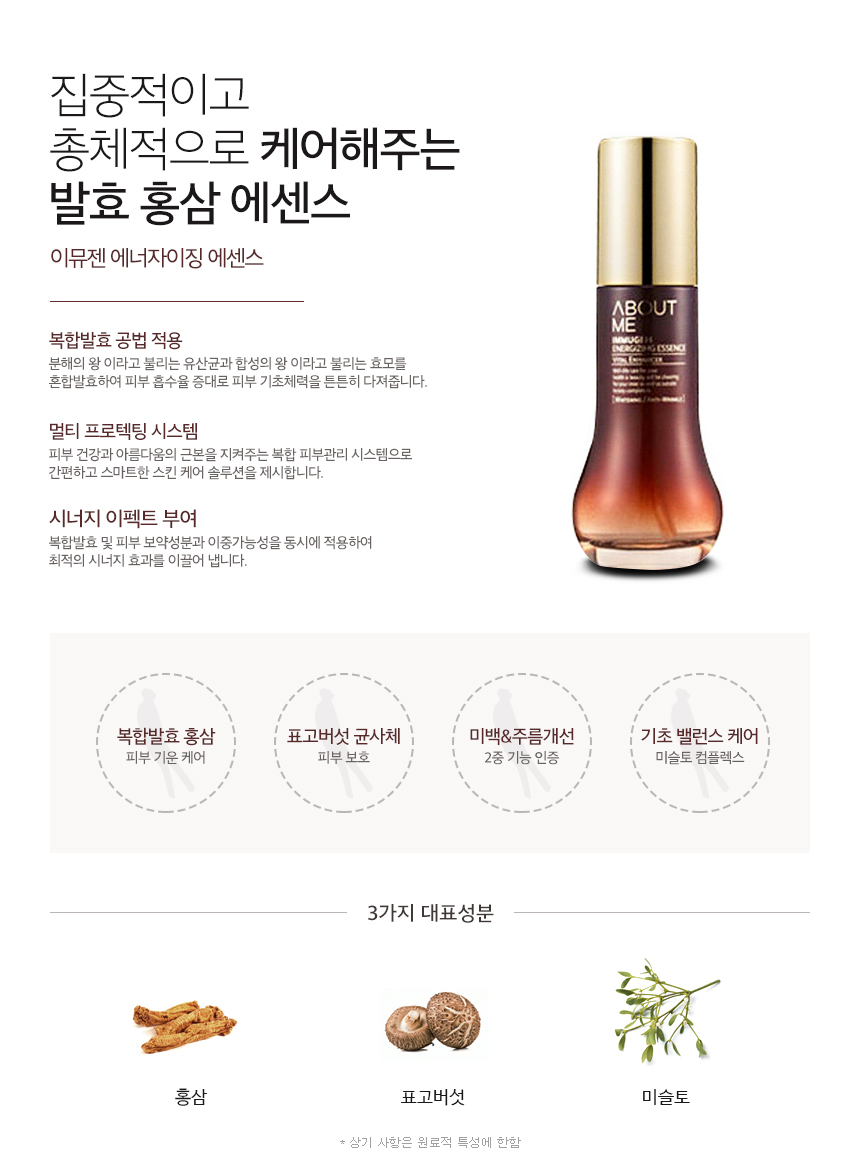 집중적이고
총체적으로 케어해주는
발효 홍삼 에센스
이뮤젠 에너자이징 에센스
복합발효 공법 적용
분해의 왕 이라고 불리는 유산균과 합성의 왕 이라고 불리는 효모를
혼합발효하여 피부 흡수율 증대로 피부 기초체력을 튼튼히 다져줍니다.
멀티 프로텍팅 시스템
피부 건강과 아름다움의 근본을 지켜주는 복합 피부관리 시스템으로
간편하고 스마트한 스킨 케어 솔루션을 제시합니다.
시너지 이펙트 부여
복합발효 및 피부 보약성분과 이중가능성을 동시에 적용하여
최적의 시너지 효과를 이끌어 냅니다.
ABOUT
ME
ENERGIZING ESSENCE
VITAL ENHANCER
[ Whitening / Anti-Wrinkle ]
복합발효 홍삼
피부 기운 케어
표고버섯 균사체
피부 보호
미백&주름개선
2중 기능 인증
기초 밸런스 케어
미슬토 컴플렉스
3가지 대표성분
홍삼
표고버섯
미슬토
* 상기 사항은 원료적 특성에 한함